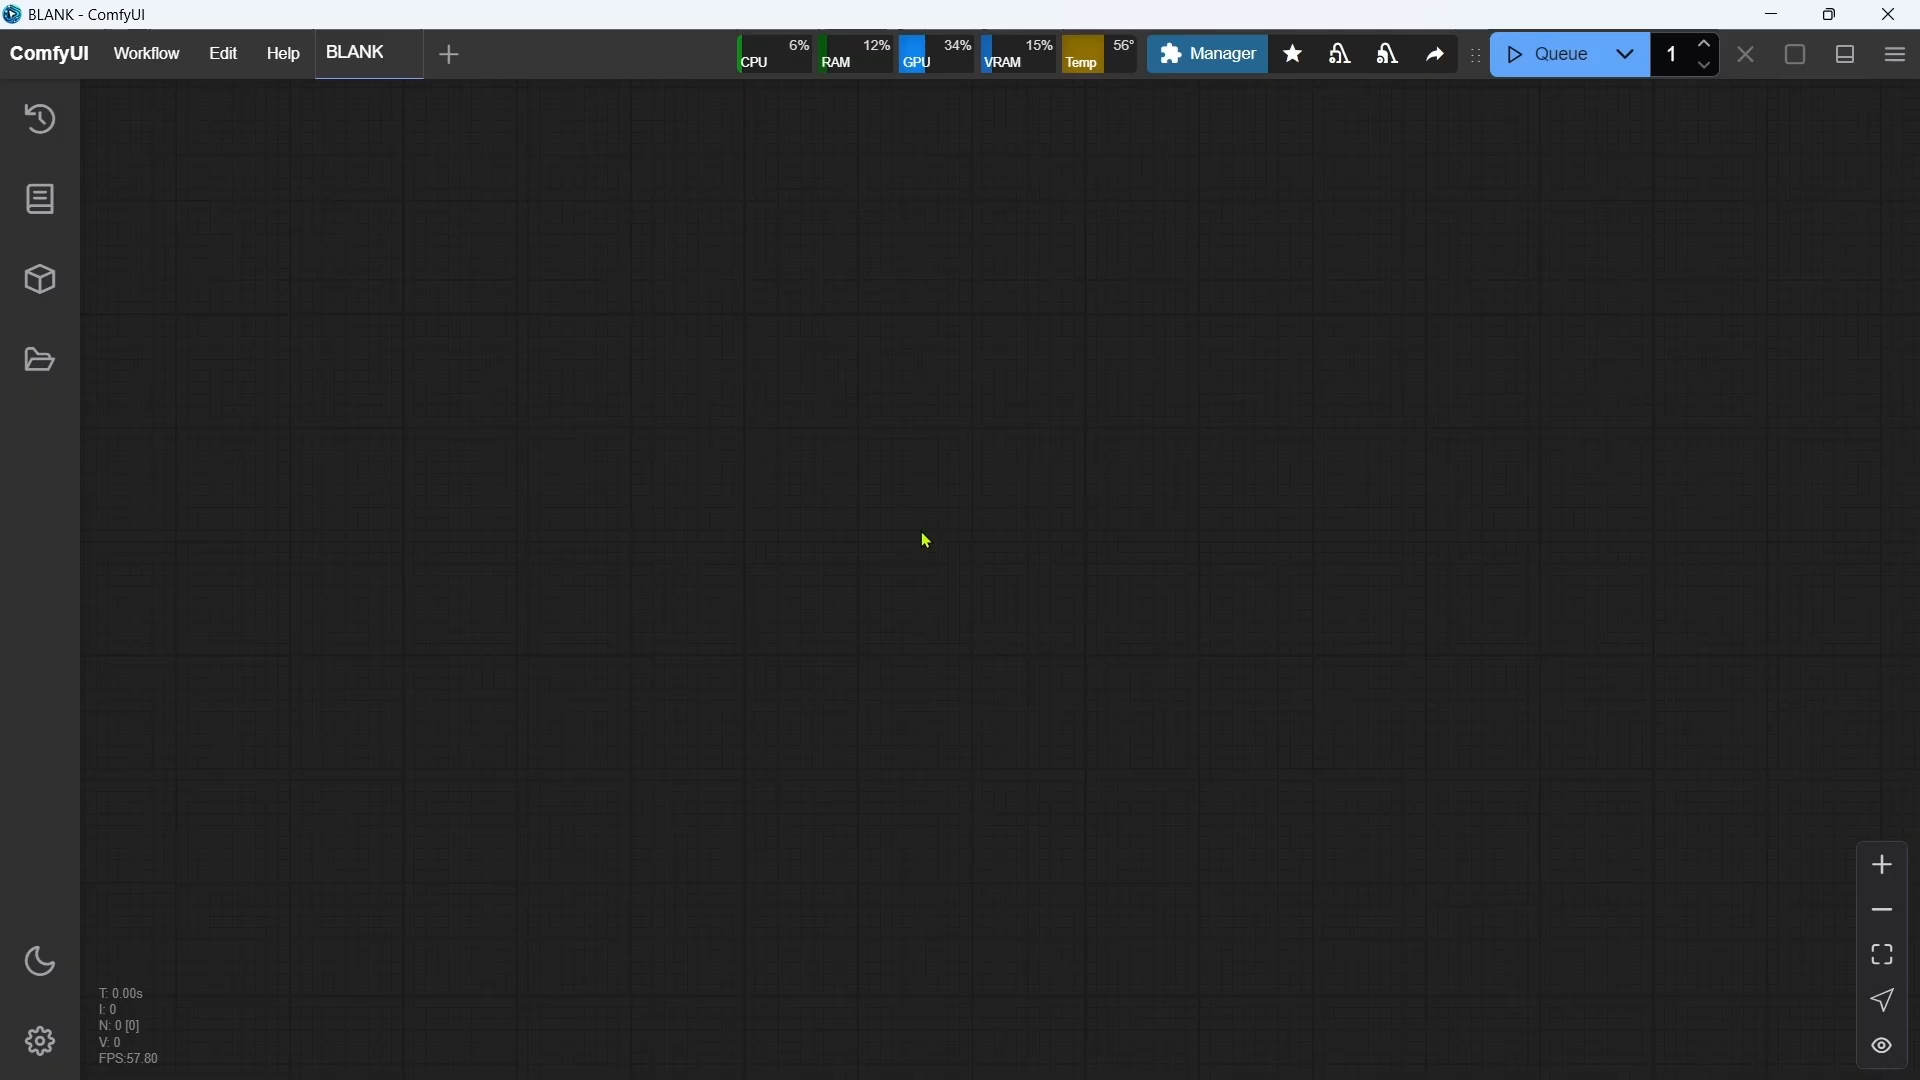 BLANK - ComfyUI
ComfyUI Workflow Edit Help BLANK
CPU 6% RAM 12% GPU 34% VRAM 15% Temp 56° Manager Queue 1
T: 0.00s
I: 0
N: 0 [0]
V: 0
FPS:57.80